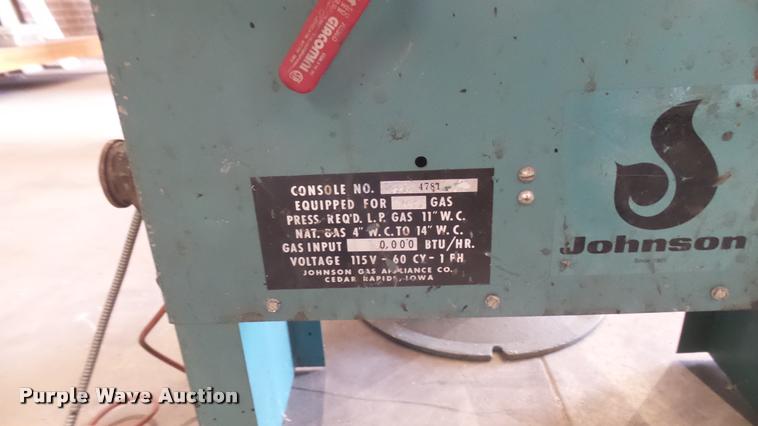 GIACOMINI
CONSOLE NO. 4781
EQUIPPED FOR GAS
PRESS REQ'D. L.P. GAS 11" W.C.
NAT. GAS 4" W.C. TO 14" W.C.
GAS INPUT 0,000 BTU/HR.
VOLTAGE 115V - 60 CY - 1 PH
JOHNSON GAS APPLIANCE CO.
CEDAR RAPIDS, IOWA
Johnson
Since 1901
Purple Wave Auction